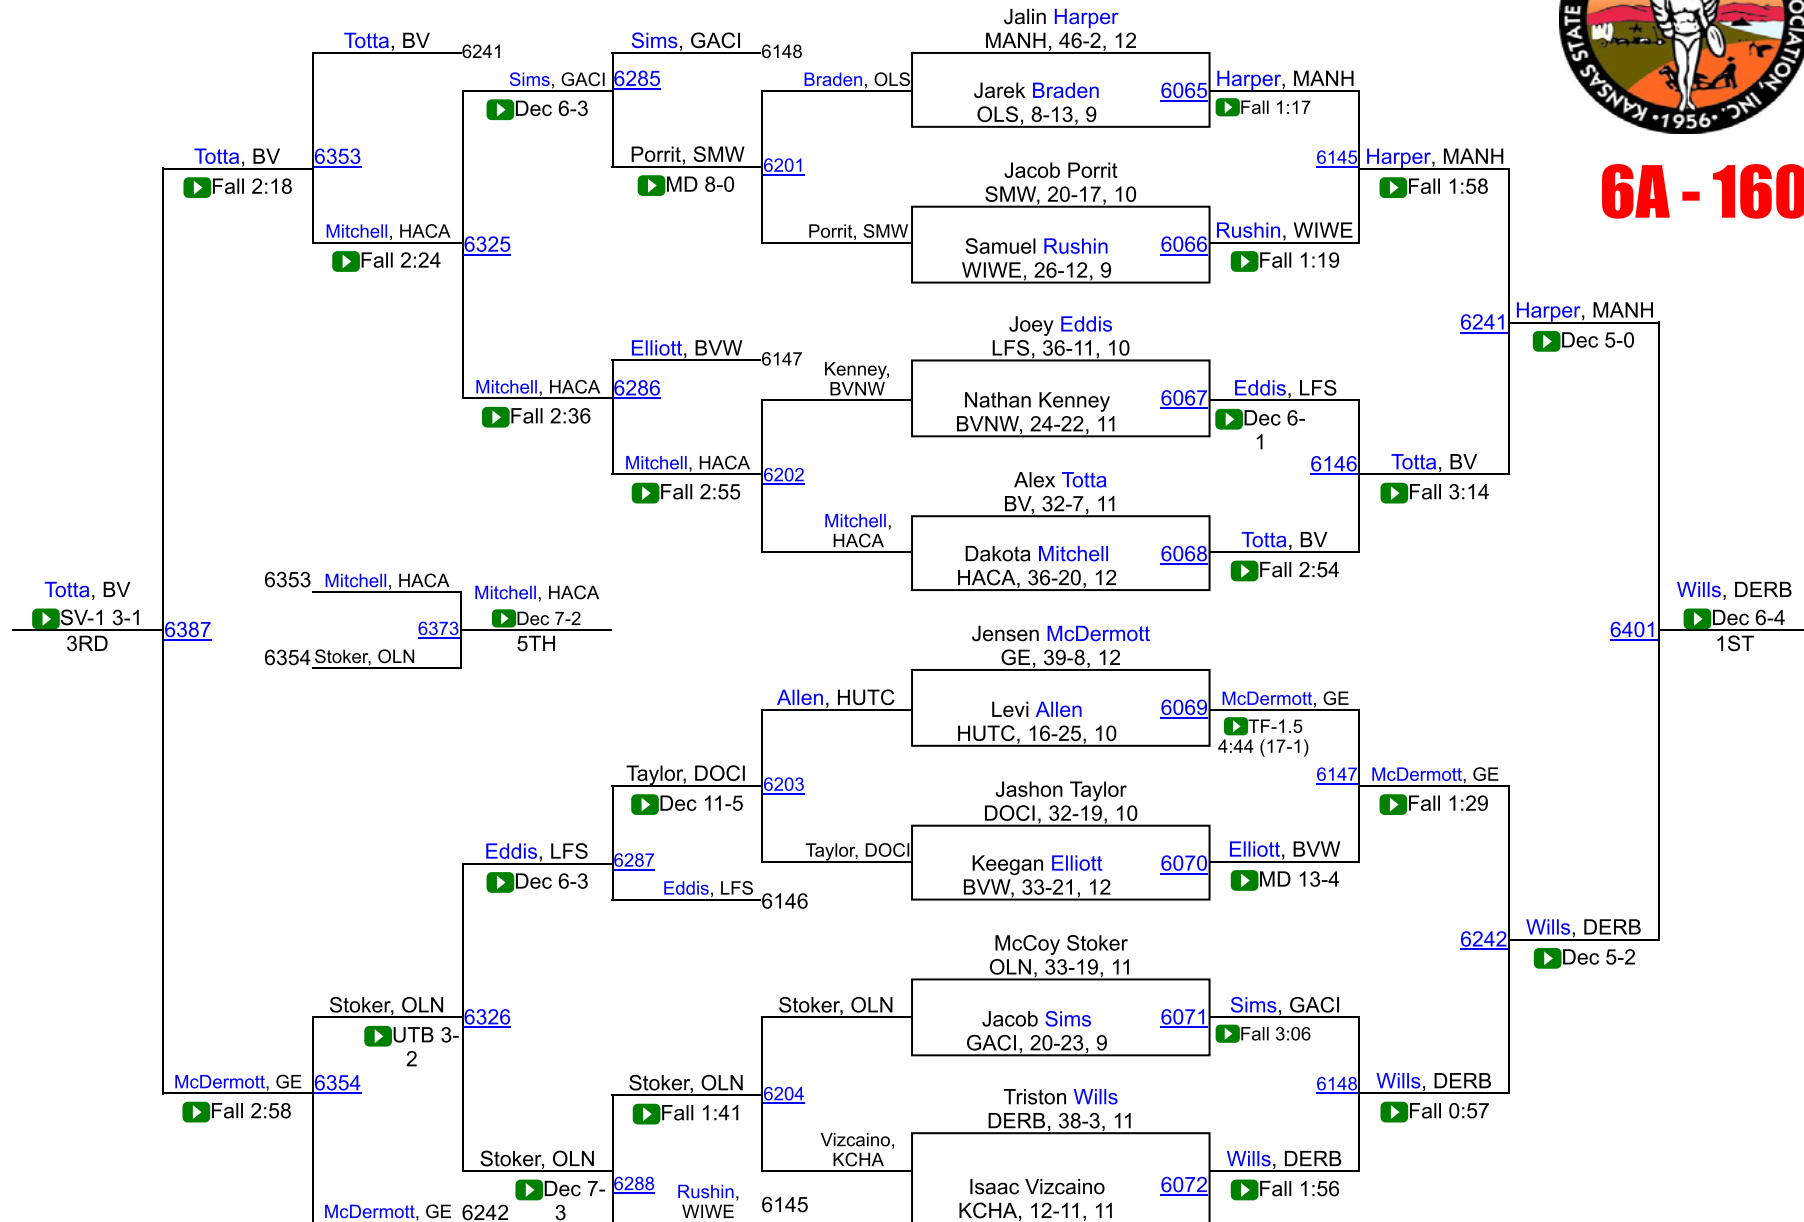 Jalin Harper
MANH, 46-2, 12
Jarek Braden
OLS, 8-13, 9
6065
Jacob Porrit
SMW, 20-17, 10
Samuel Rushin
WIWE, 26-12, 9
6066
Joey Eddis
LFS, 36-11, 10
Nathan Kenney
BVNW, 24-22, 11
6067
Alex Totta
BV, 32-7, 11
Dakota Mitchell
HACA, 36-20, 12
6068
Jensen McDermott
GE, 39-8, 12
Levi Allen
HUTC, 16-25, 10
6069
Jashon Taylor
DOCI, 32-19, 10
Keegan Elliott
BVW, 33-21, 12
6070
McCoy Stoker
OLN, 33-19, 11
Jacob Sims
GACI, 20-23, 9
6071
Triston Wills
DERB, 38-3, 11
Isaac Vizcaino
KCHA, 12-11, 11
6072
Harper, MANH
Fall 1:17
Rushin, WIWE
Fall 1:19
Eddis, LFS
Dec 6-
1
Totta, BV
Fall 2:54
McDermott, GE
TF-1.5
4:44 (17-1)
Elliott, BVW
MD 13-4
Sims, GACI
Fall 3:06
Wills, DERB
Fall 1:56
6145
Harper, MANH
Fall 1:58
6146
Totta, BV
Fall 3:14
6147
McDermott, GE
Fall 1:29
6148
Wills, DERB
Fall 0:57
6241
Harper, MANH
Dec 5-0
6242
Wills, DERB
Dec 5-2
6401
Wills, DERB
Dec 6-4
1ST
Braden, OLS
Porrit, SMW
6201
Kenney,
BVNW
Mitchell,
HACA
6202
Allen, HUTC
Taylor, DOCI
6203
Stoker, OLN
Vizcaino,
KCHA
6204
Sims, GACI
6148
6285
Porrit, SMW
MD 8-0
Elliott, BVW
6147
6286
Mitchell, HACA
Fall 2:55
Taylor, DOCI
Dec 11-5
6287
Eddis, LFS
6146
Stoker, OLN
Fall 1:41
6288
Rushin,
WIWE
6145
Sims, GACI
Dec 6-3
6325
Mitchell, HACA
Fall 2:36
Eddis, LFS
Dec 6-3
6326
Stoker, OLN
Dec 7-
3
Totta, BV
6241
6353
Mitchell, HACA
Fall 2:24
Stoker, OLN
UTB 3-
2
6354
McDermott, GE
6242
Totta, BV
Fall 2:18
McDermott, GE
Fall 2:58
6387
Totta, BV
SV-1 3-1
3RD
6353
Mitchell, HACA
6354
Stoker, OLN
6373
Mitchell, HACA
Dec 7-2
5TH
KANSAS STATE
OCIATION, INC.
KANSAS STATE
•1956•
6A - 160